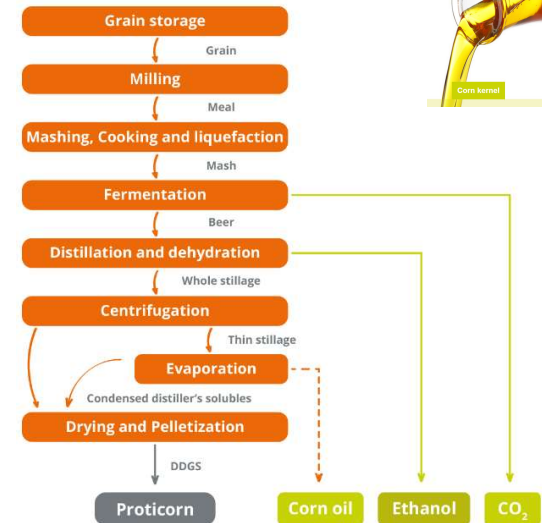 Grain storage
Grain
Corn kernel
Milling
Meal
Mashing, Cooking and liquefaction
Mash
Fermentation
Beer
Distillation and dehydration
Whole stillage
Centrifugation
Thin stillage
Evaporation
Condensed distiller's solubles
Drying and Pelletization
DDGS
Proticorn
Corn oil
Ethanol
CO₂